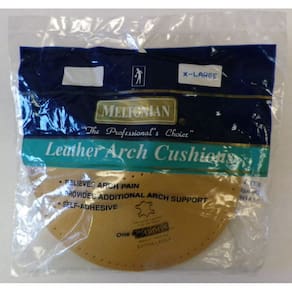 X-LARGE
MELTONIAN
"The Professional's Choice"
Leather Arch Cushions
• RELIEVES ARCH PAIN
• PROVIDES ADDITIONAL ARCH SUPPORT
• SELF-ADHESIVE
One